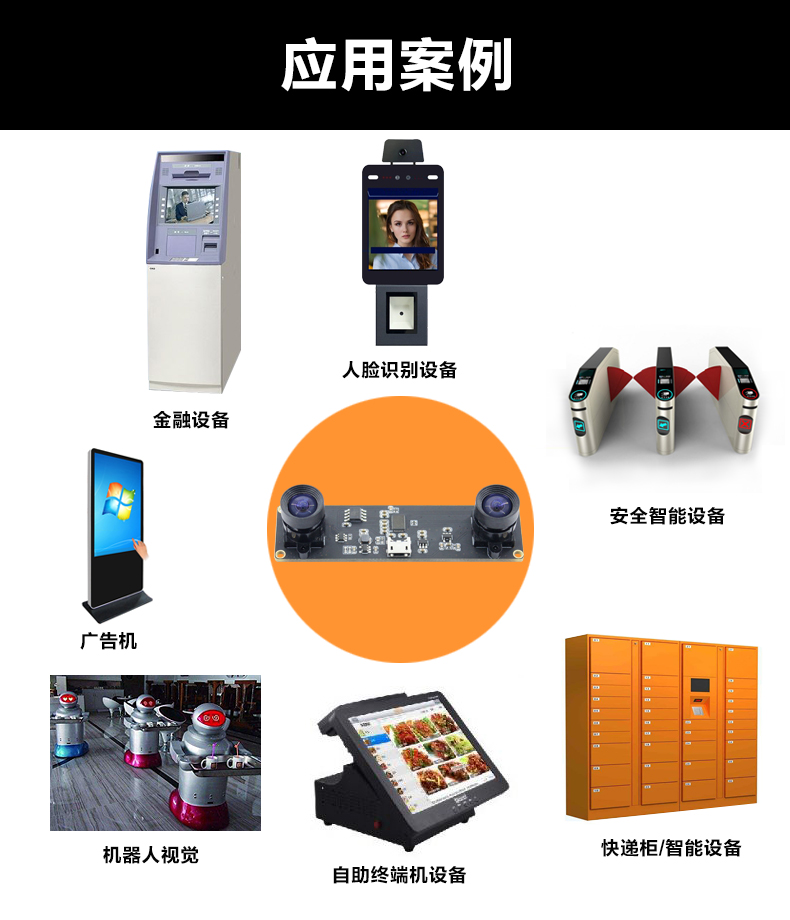 应用案例
人脸识别设备
金融设备
安全智能设备
广告机
机器人视觉
快递柜/智能设备
自助终端机设备